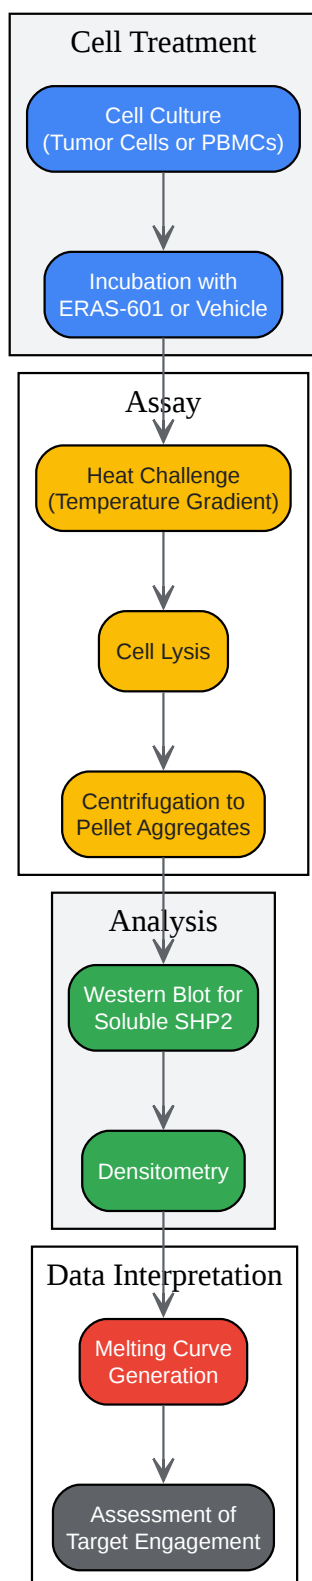 Cell Treatment
Cell Culture
(Tumor Cells or PBMCs)
Incubation with
ERAS-601 or Vehicle
Assay
Heat Challenge
(Temperature Gradient)
Cell Lysis
Centrifugation to
Pellet Aggregates
Analysis
Western Blot for
Soluble SHP2
Densitometry
Data Interpretation
Melting Curve
Generation
Assessment of
Target Engagement